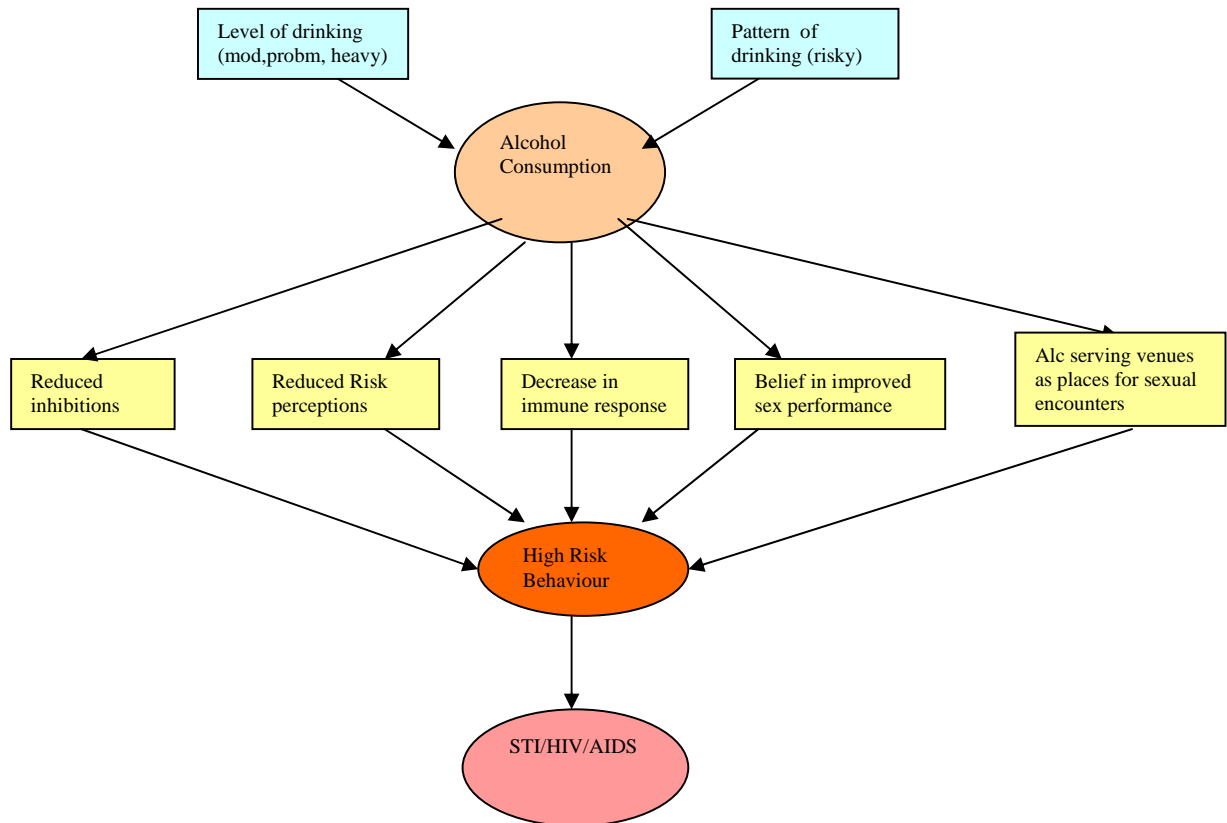 Level of drinking
(mod,probm, heavy)
Pattern of
drinking (risky)
Alcohol
Consumption
Reduced
inhibitions
Reduced Risk
perceptions
Decrease in
immune response
Belief in improved
sex performance
Alc serving venues
as places for sexual
encounters
High Risk
Behaviour
STI/HIV/AIDS